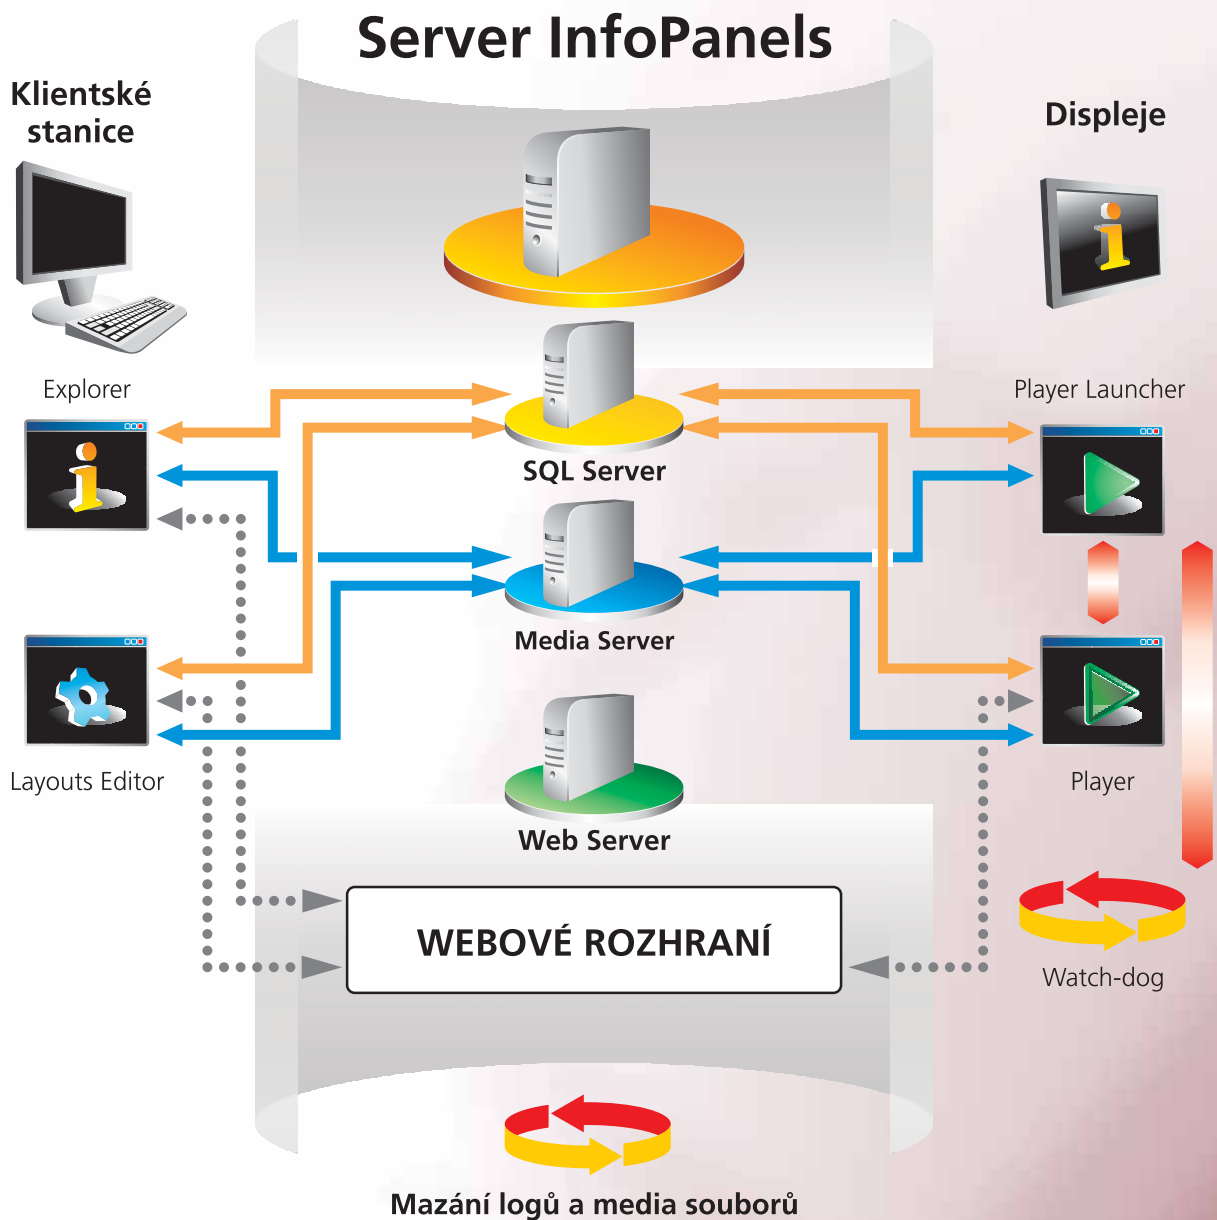 Server InfoPanels
Klientské
stanice
Displeje
Explorer
Player Launcher
SQL Server
Media Server
Layouts Editor
Player
Web Server
WEBOVÉ ROZHRANÍ
Watch-dog
Mazání logů a media souborů